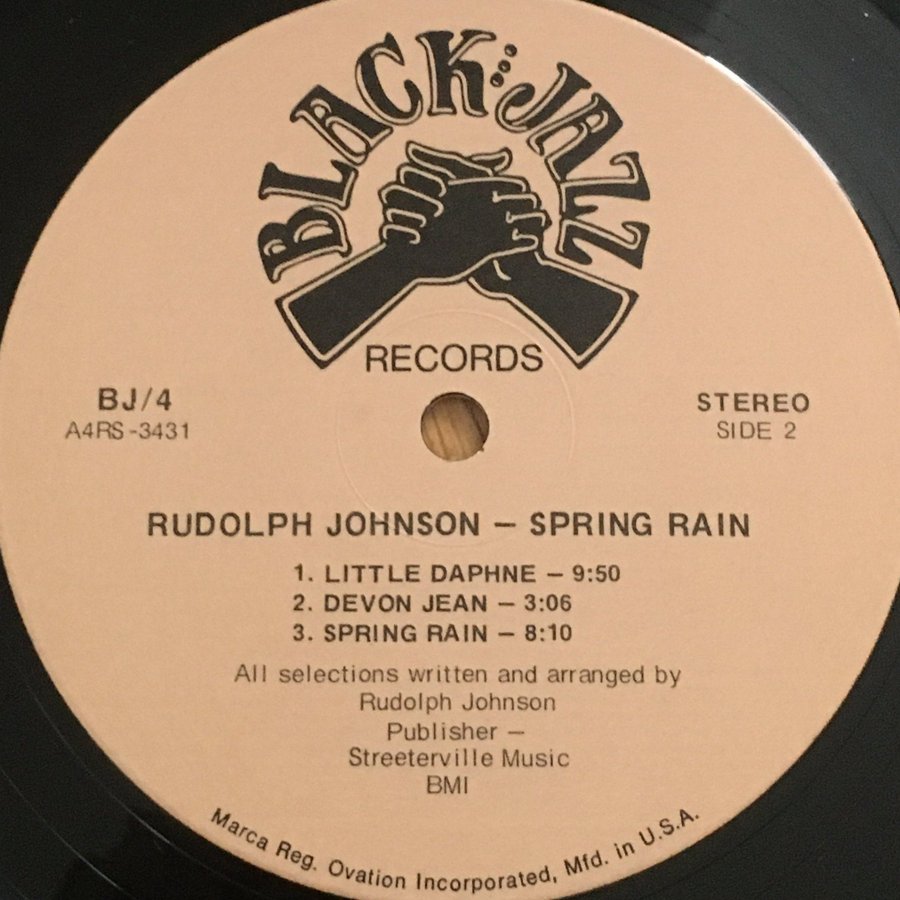 BLACK JAZZ
RECORDS
BJ/4
A4RS-3431
STEREO
SIDE 2
RUDOLPH JOHNSON – SPRING RAIN
1. LITTLE DAPHNE – 9:50
2. DEVON JEAN – 3:06
3. SPRING RAIN – 8:10
All selections written and arranged by
Rudolph Johnson
Publisher –
Streeterville Music
BMI
Marca Reg. Ovation Incorporated, Mfd. in U.S.A.